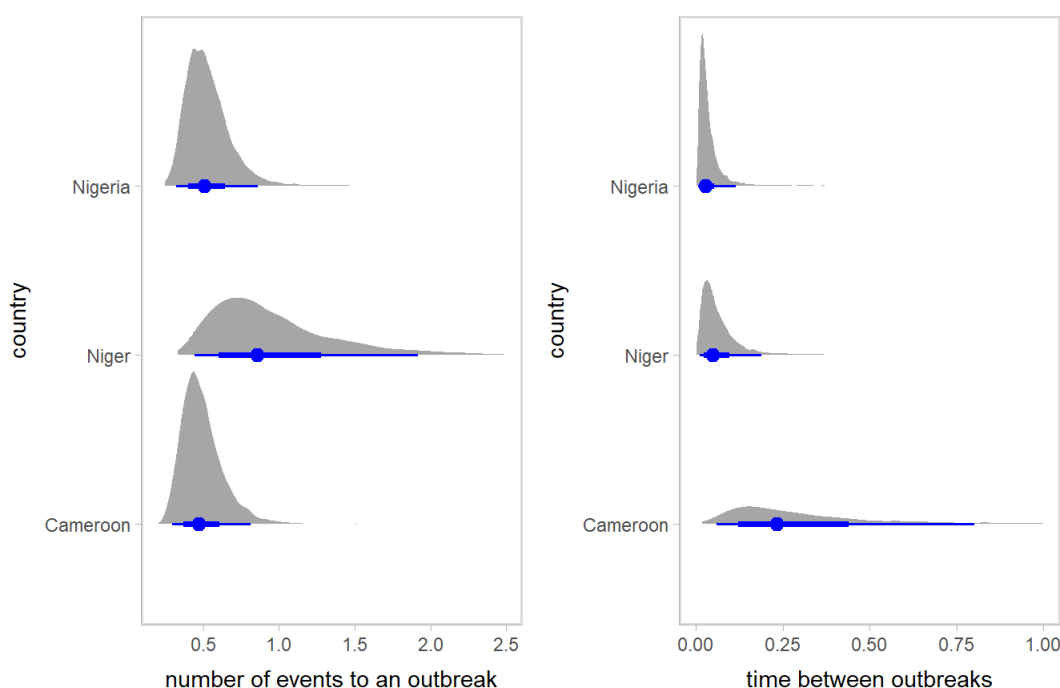 country
Nigeria
Niger
Cameroon
0.5 1.0 1.5 2.0 2.5
number of events to an outbreak
country
Nigeria
Niger
Cameroon
0.00 0.25 0.50 0.75 1.00
time between outbreaks